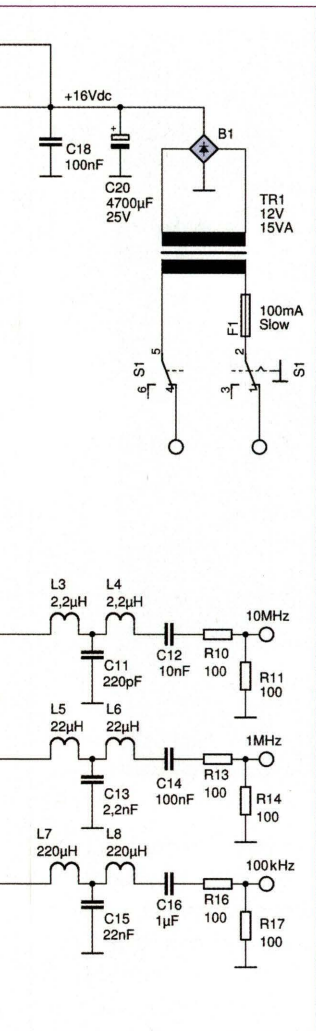 +16Vdc
B1
C18
100nF
+
C20
4700µF
25V
TR1
12V
15VA
100mA
Slow
F1
S1
5
4
6
2
1
3
S1
L3
2,2µH
L4
2,2µH
10MHz
C11
220pF
C12
10nF
R10
100
R11
100
L5
22µH
L6
22µH
1MHz
C13
2,2nF
C14
100nF
R13
100
R14
100
L7
220µH
L8
220µH
100kHz
C15
22nF
C16
1µF
R16
100
R17
100